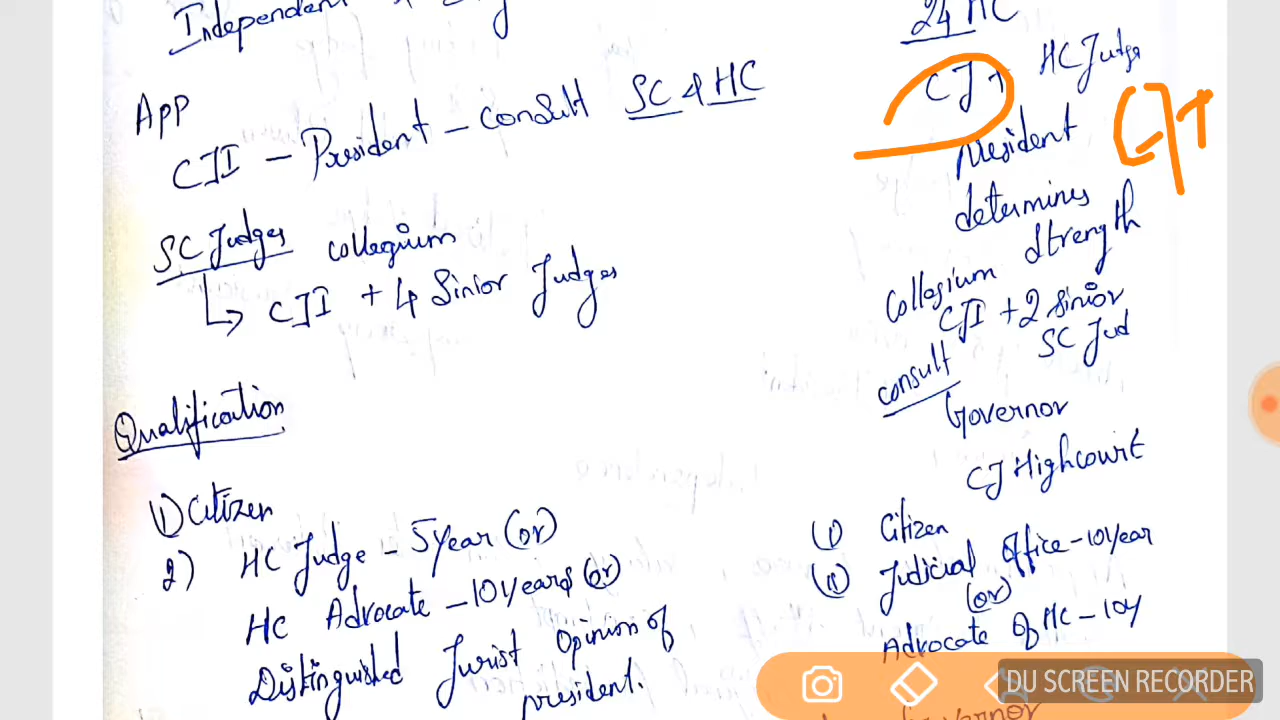 Independent
App
CJI - President - consult SC & HC
SC Judges collegium
CJI + 4 Sinior Judges
Qualification
1) Citizen
2) HC Judge - 5 year (or)
HC Advocate - 10 years (or)
Distinguished Jurist Opinion of
president.
24 HC
CJ + HC Judge
president
determines
strength
Collegium
CJI + 2 Sinior
SC Jud
consult
Governor
CJ Highcourt
(i) Citizen
(ii) Judicial Office - 10 year
(or)
Advocate Of HC - 10 y
Governor
DU SCREEN RECORDER